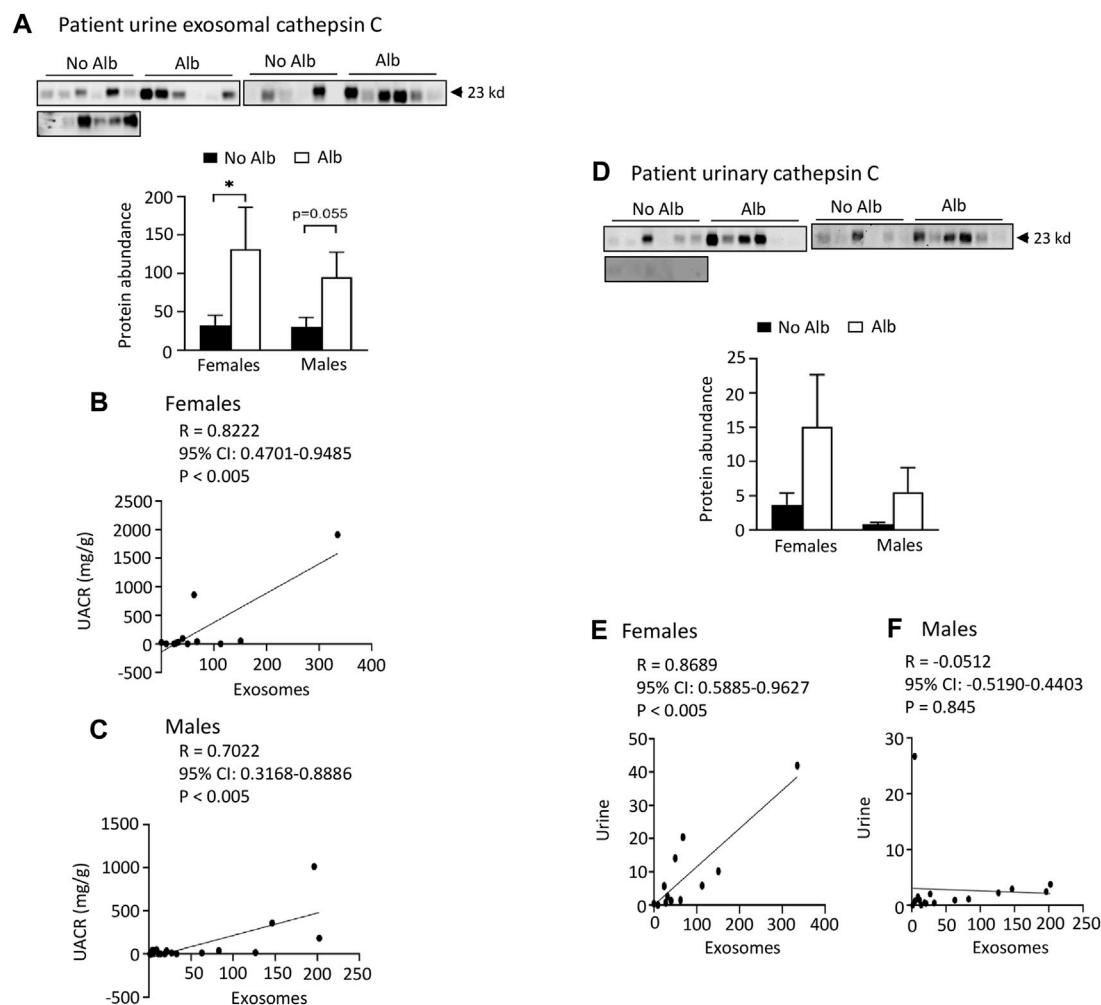 A Patient urine exosomal cathepsin C
No Alb Alb No Alb Alb
23 kd
No Alb Alb
Protein abundance
200
150
100
50
0
*
p=0.055
Females Males
B Females
R = 0.8222
95% CI: 0.4701-0.9485
P < 0.005
UACR (mg/g)
2500
2000
1500
1000
500
0
-500
100 200 300 400
Exosomes
C Males
R = 0.7022
95% CI: 0.3168-0.8886
P < 0.005
UACR (mg/g)
1500
1000
500
0
-500
50 100 150 200 250
Exosomes
D Patient urinary cathepsin C
No Alb Alb No Alb Alb
23 kd
No Alb Alb
Protein abundance
25
20
15
10
5
0
Females Males
E Females
R = 0.8689
95% CI: 0.5885-0.9627
P < 0.005
Urine
50
40
30
20
10
0
0 100 200 300 400
Exosomes
F Males
R = -0.0512
95% CI: -0.5190-0.4403
P = 0.845
Urine
30
20
10
0
0 50 100 150 200 250
Exosomes